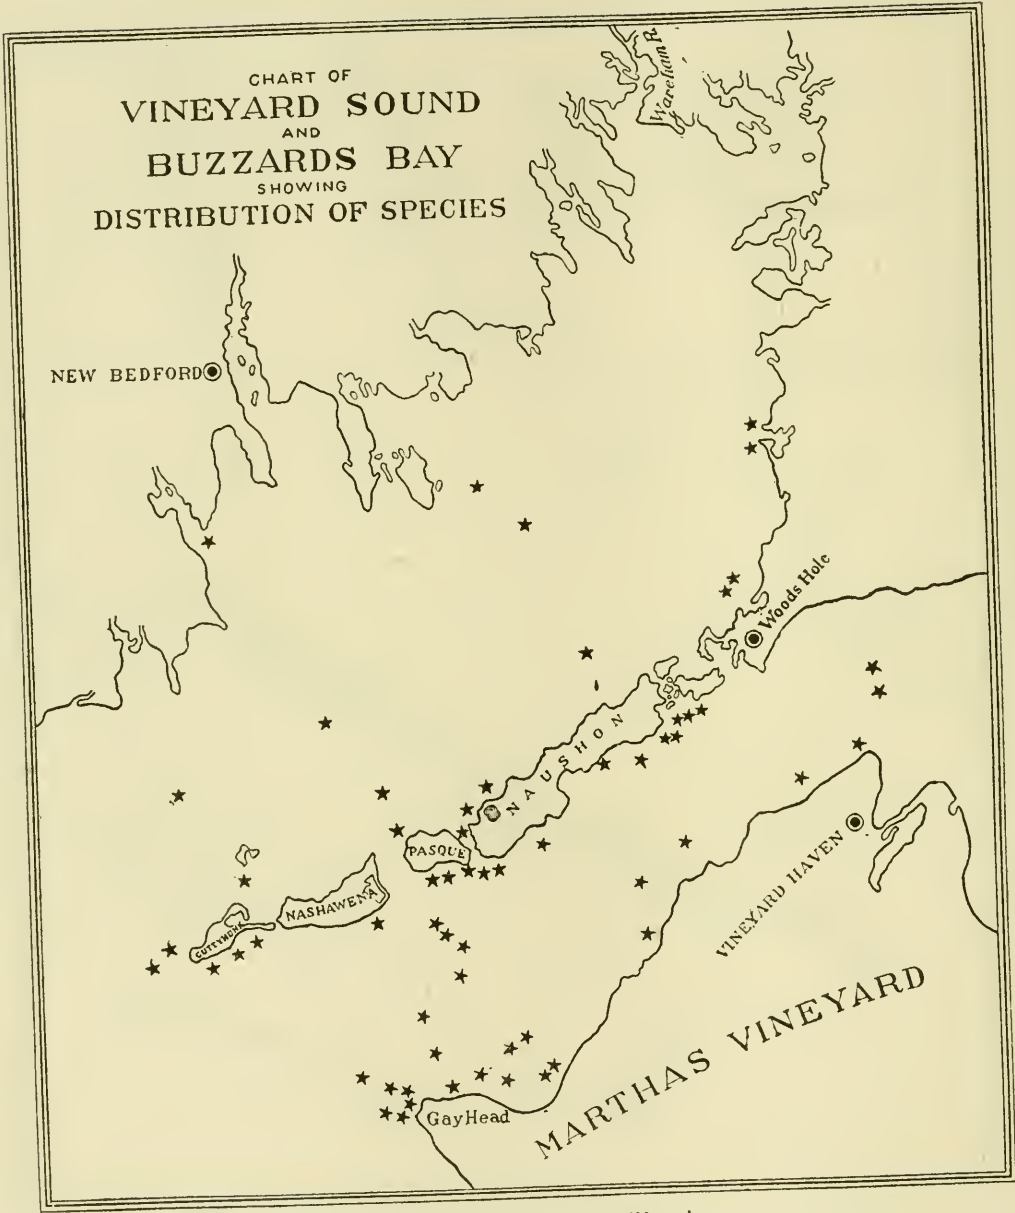 CHART OF
VINEYARD SOUND
AND
BUZZARDS BAY
SHOWING
DISTRIBUTION OF SPECIES
Wareham R.
NEW BEDFORD
Woods Hole
NAUSHON
PASQUE
NASHAWENA
CUTTYHUNK
VINEYARD HAVEN
MARTHAS VINEYARD
Gay Head